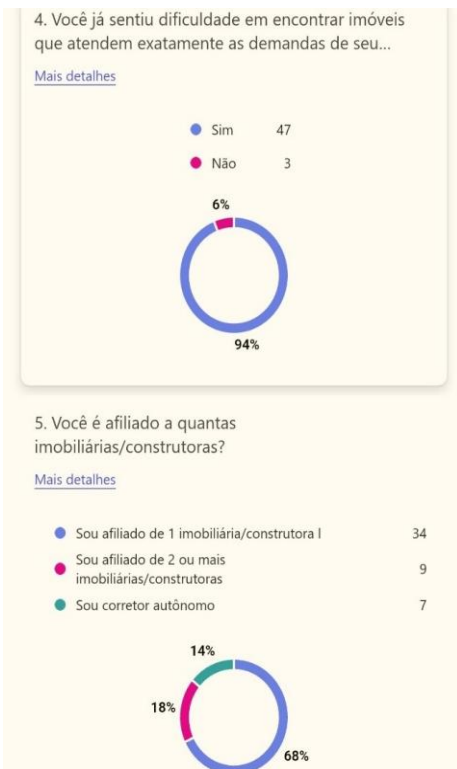 4. Você já sentiu dificuldade em encontrar imóveis
que atendem exatamente as demandas de seu...
Mais detalhes
Sim 47
Não 3
6%
94%
5. Você é afiliado a quantas
imobiliárias/construtoras?
Mais detalhes
Sou afiliado de 1 imobiliária/construtora l 34
Sou afiliado de 2 ou mais
imobiliárias/construtoras 9
Sou corretor autônomo 7
14%
18%
68%